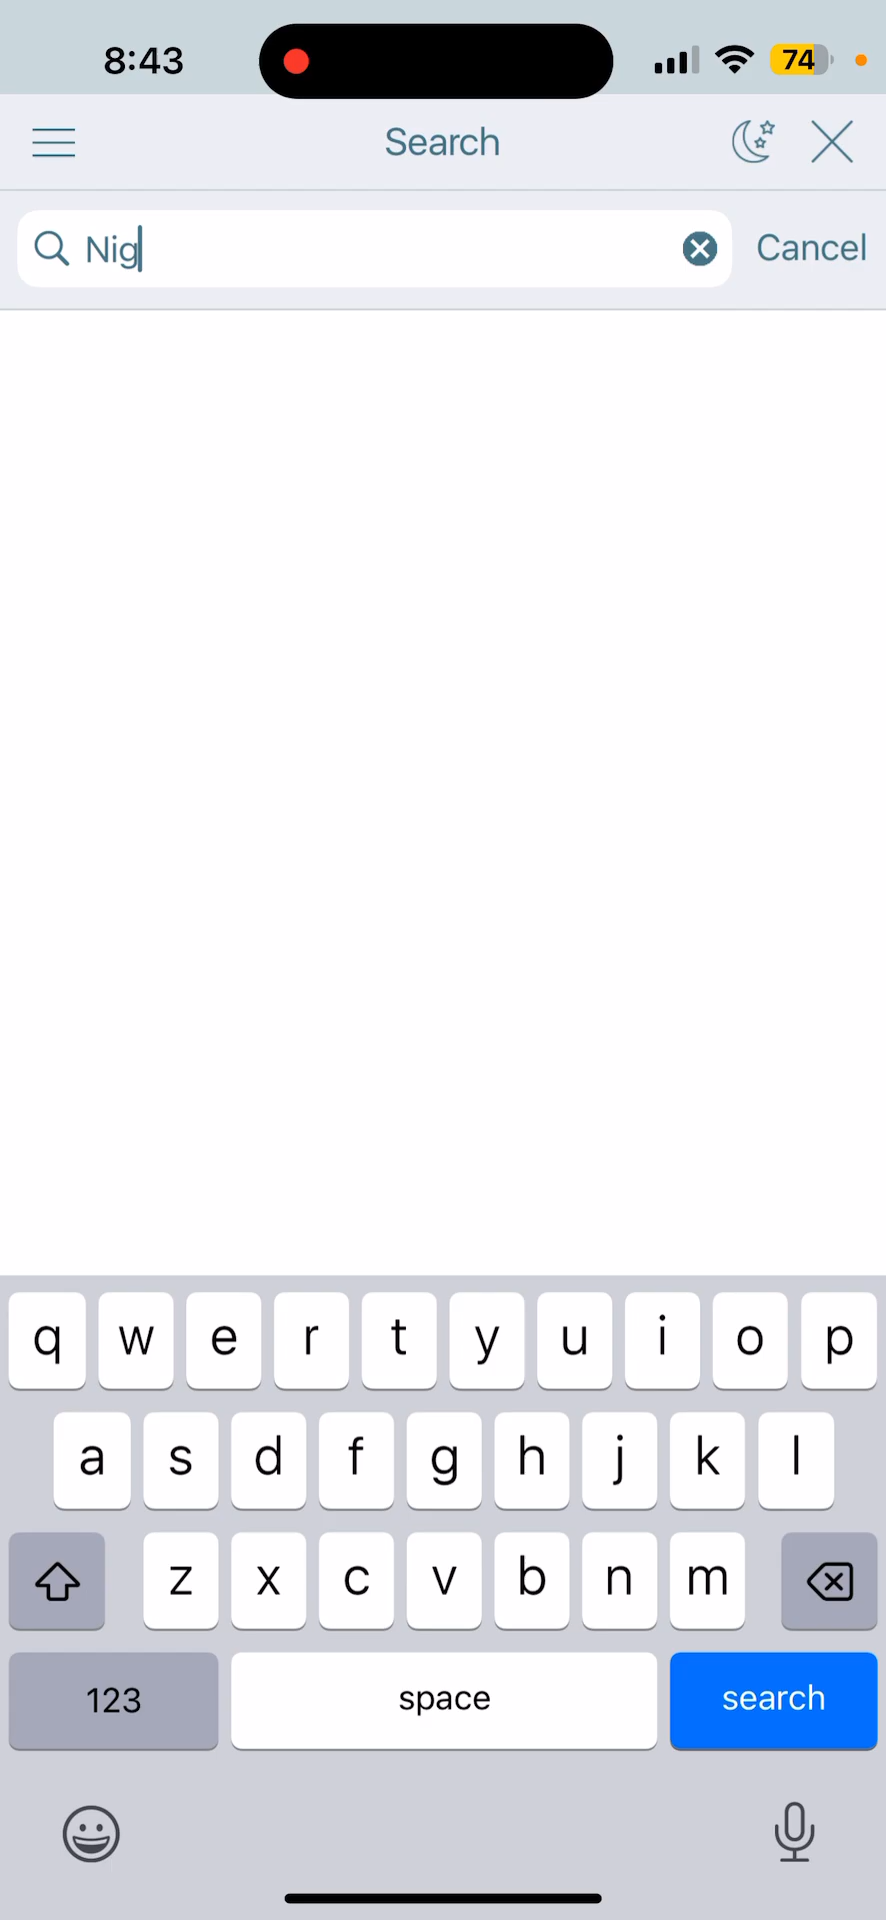 8:43
74
Search
Nig
Cancel
q w e r t y u i o p
a s d f g h j k l
z x c v b n m
123 space search